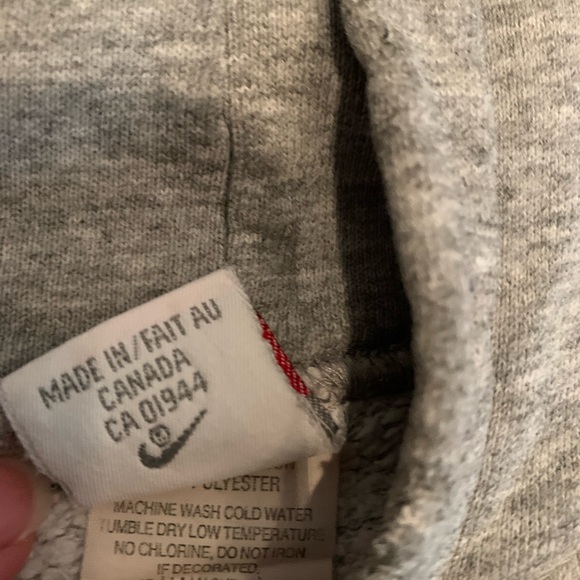 MADE IN/FAIT AU
CANADA
CA 01944
POLYESTER
MACHINE WASH COLD WATER
TUMBLE DRY LOW TEMPERATURE
NO CHLORINE, DO NOT IRON
IF DECORATED.